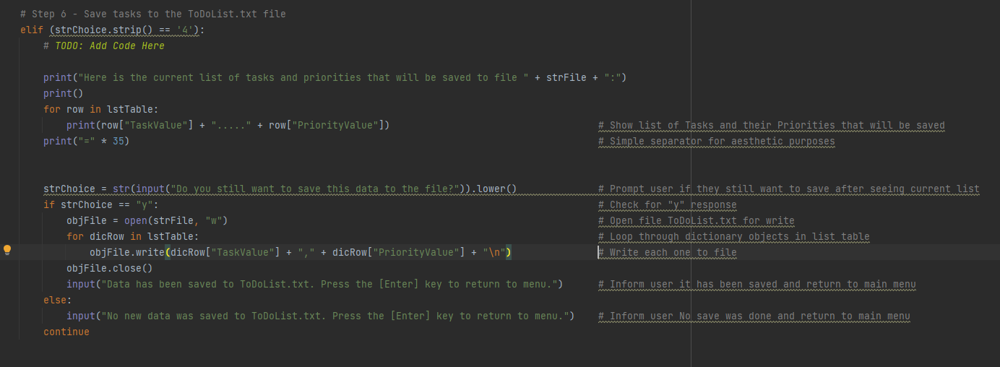 # Step 6 - Save tasks to the ToDoList.txt file
elif (strChoice.strip() == '4'):
# TODO: Add Code Here
print("Here is the current list of tasks and priorities that will be saved to file " + strFile + ":")
print()
for row in lstTable:
print(row["TaskValue"] + "....." + row["PriorityValue"]) # Show list of Tasks and their Priorities that will be saved
print("=" * 35) # Simple separator for aesthetic purposes
strChoice = str(input("Do you still want to save this data to the file?")).lower() # Prompt user if they still want to save after seeing current list
if strChoice == "y": # Check for "y" response
objFile = open(strFile, "w") # Open file ToDoList.txt for write
for dicRow in lstTable: # Loop through dictionary objects in list table
objFile.write(dicRow["TaskValue"] + "," + dicRow["PriorityValue"] + "\n") # Write each one to file
objFile.close()
input("Data has been saved to ToDoList.txt. Press the [Enter] key to return to menu.") # Inform user it has been saved and return to main menu
else:
input("No new data was saved to ToDoList.txt. Press the [Enter] key to return to menu.") # Inform user No save was done and return to main menu
continue